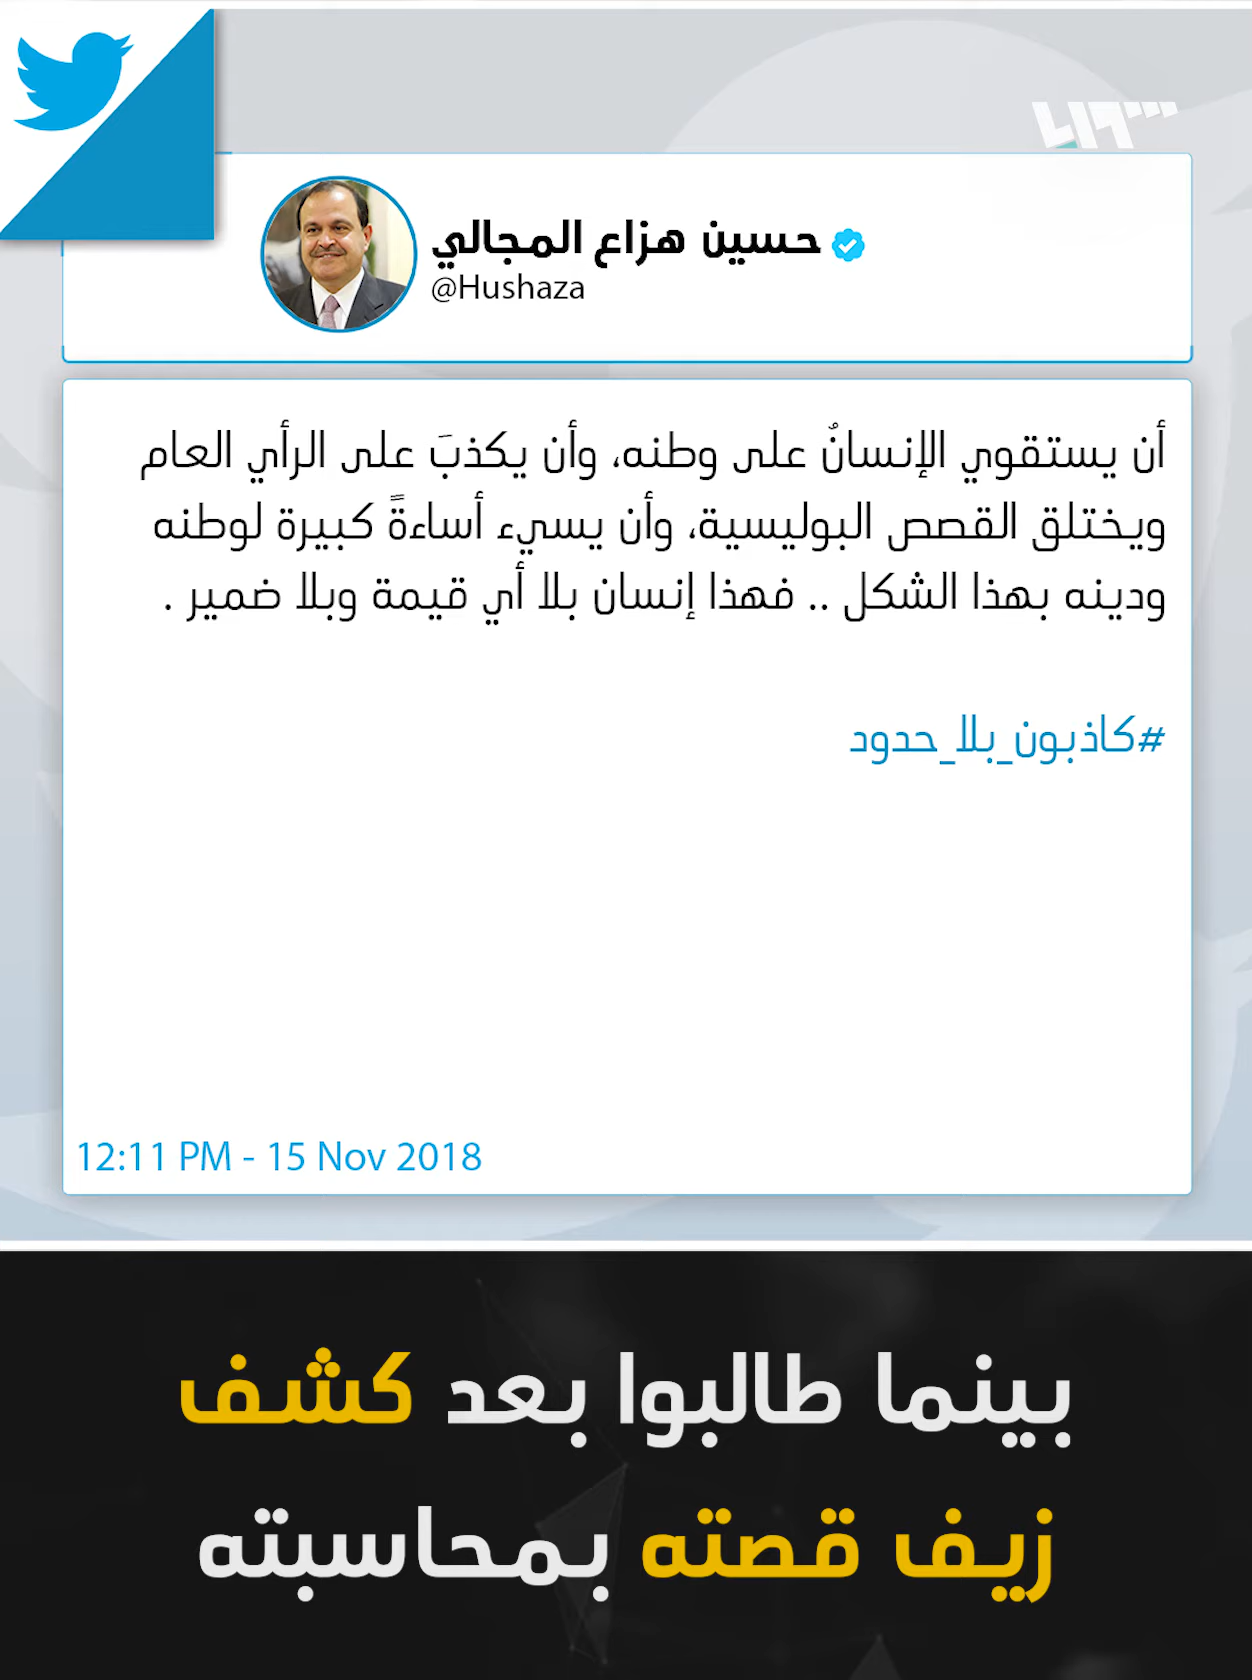 حسين هزاع المجالي
@Hushaza
أن يستقوي الإنسانُ على وطنه، وأن يكذبَ على الرأي العام
ويختلق القصص البوليسية، وأن يسيء أساءةً كبيرة لوطنه
ودينه بهذا الشكل .. فهذا إنسان بلا أي قيمة وبلا ضمير .
#كاذبون_بلا_حدود
12:11 PM - 15 Nov 2018
بينما طالبوا بعد كشف
زيف قصته بمحاسبته